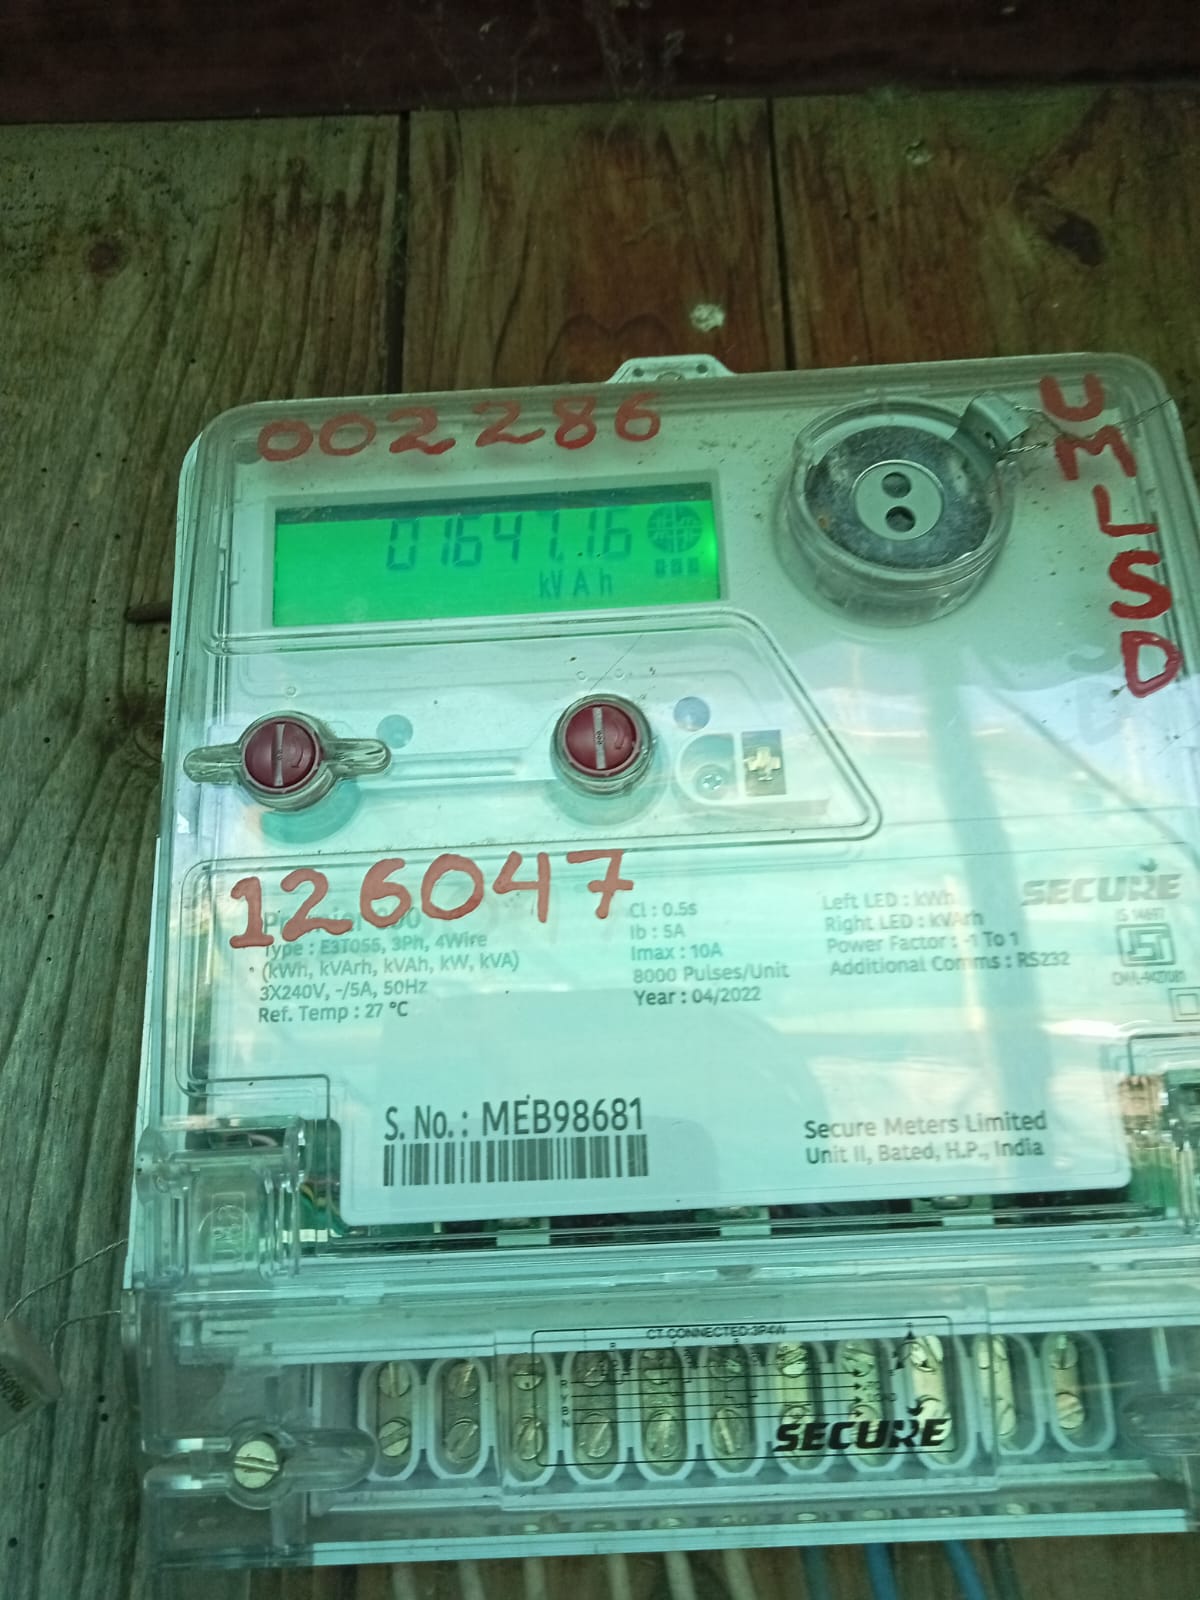 002286
UMLSD
01647.16
kVAh
126047
Type : E3T055, 3Ph, 4Wire
(kWh, kVArh, kVAh, kW, kVA)
3X240V, -/5A, 50Hz
Ref. Temp : 27 °C
Cl : 0.5s
Ib : 5A
Imax : 10A
8000 Pulses/Unit
Year : 04/2022
Left LED : kWh
Right LED : kVArh
Power Factor : -1 To 1
Additional Comms : RS232
SECURE
IS 14697
S. No. : MEB98681
Secure Meters Limited
Unit II, Bated, H.P., India
CT CONNECTED 3P4W
SECURE